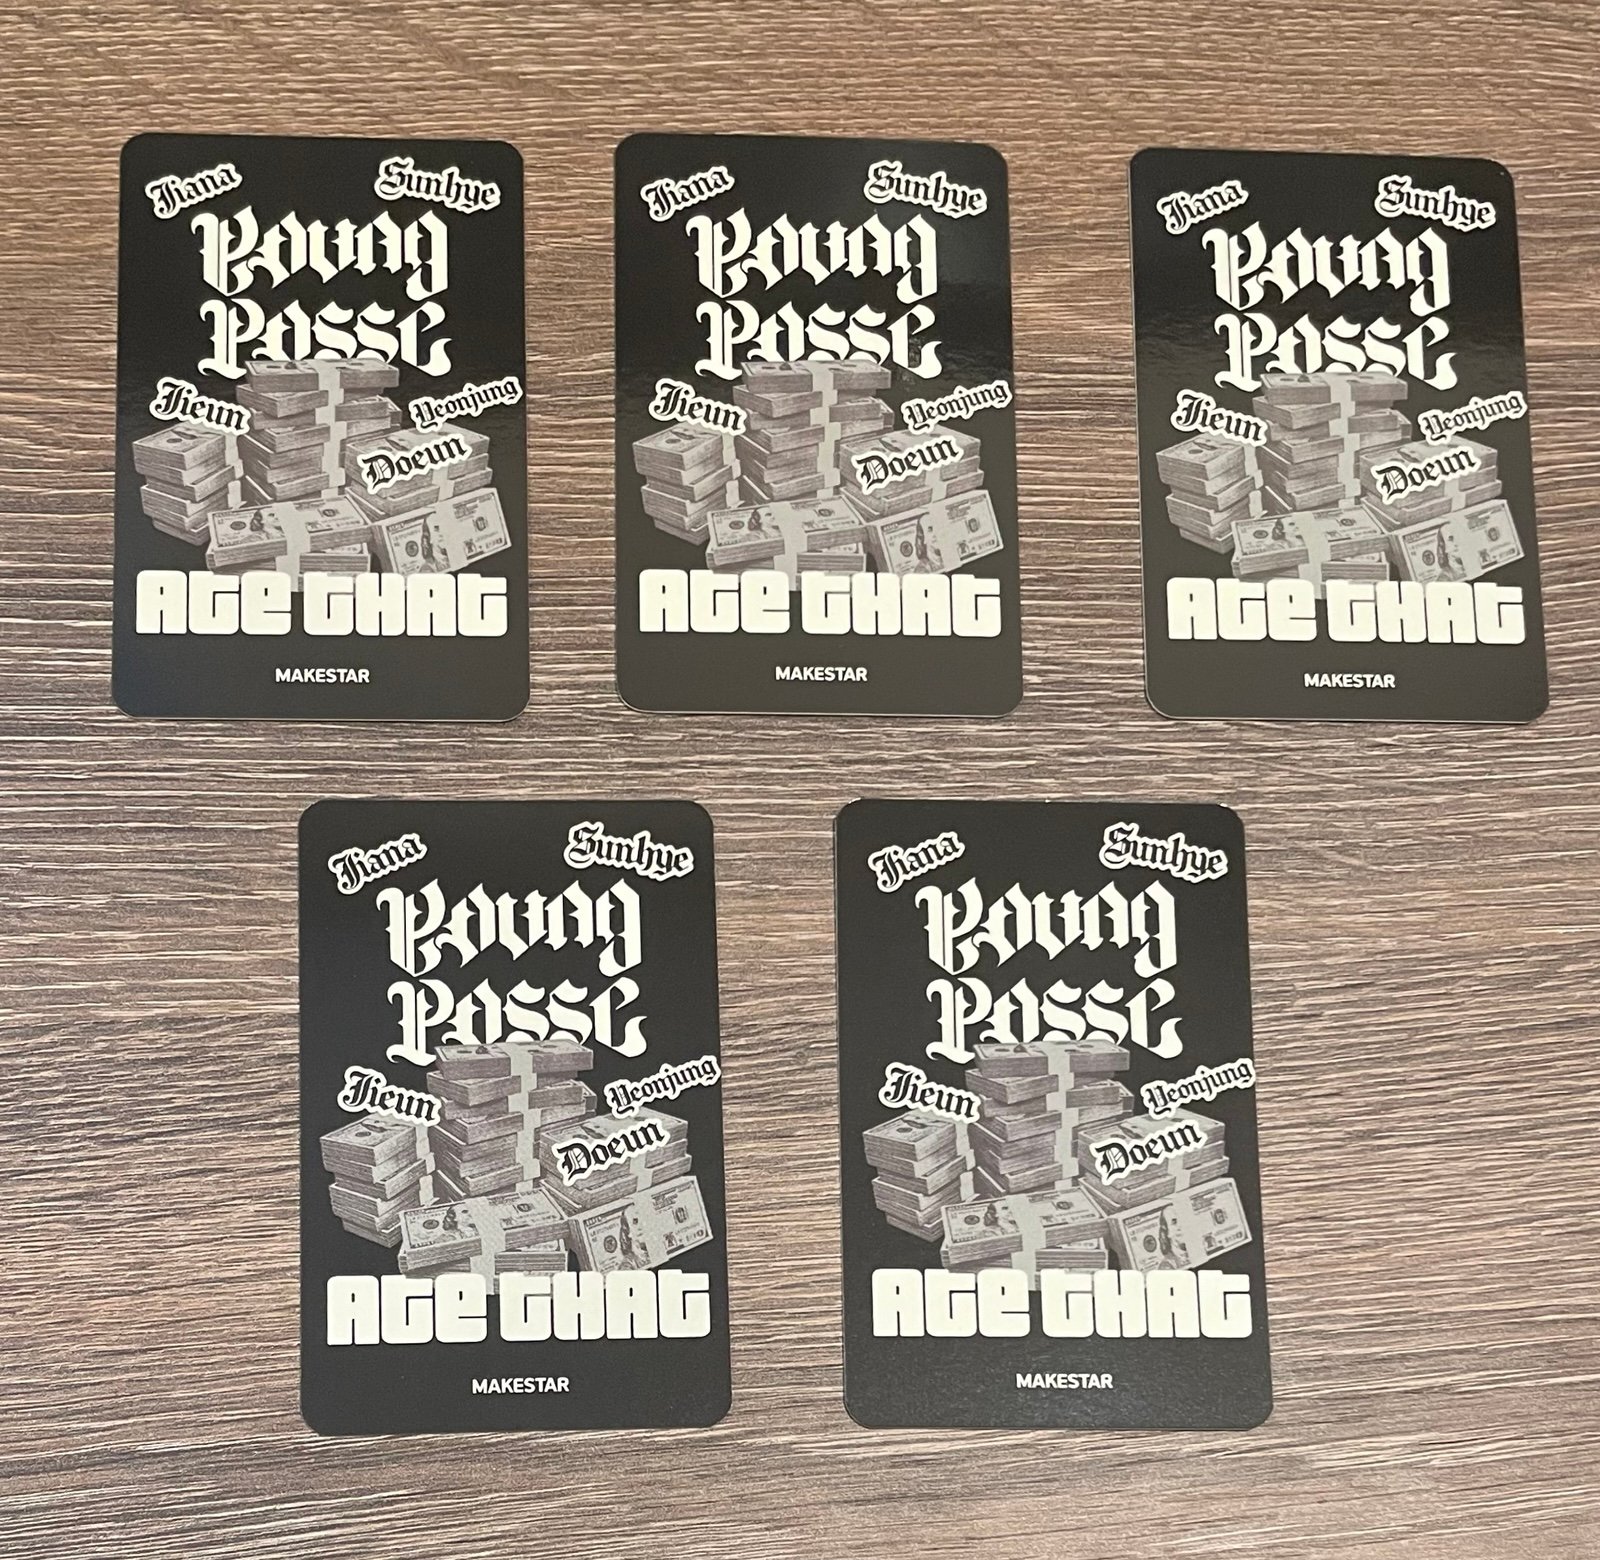 Jiana Sunhye
Young
Posse
Jieun Yeonjung
Doeun
ATE THAT
MAKESTAR
Jiana Sunhye
Young
Posse
Jieun Yeonjung
Doeun
ATE THAT
MAKESTAR
Jiana Sunhye
Young
Posse
Jieun Yeonjung
Doeun
ATE THAT
MAKESTAR
Jiana Sunhye
Young
Posse
Jieun Yeonjung
Doeun
ATE THAT
MAKESTAR
Jiana Sunhye
Young
Posse
Jieun Yeonjung
Doeun
ATE THAT
MAKESTAR